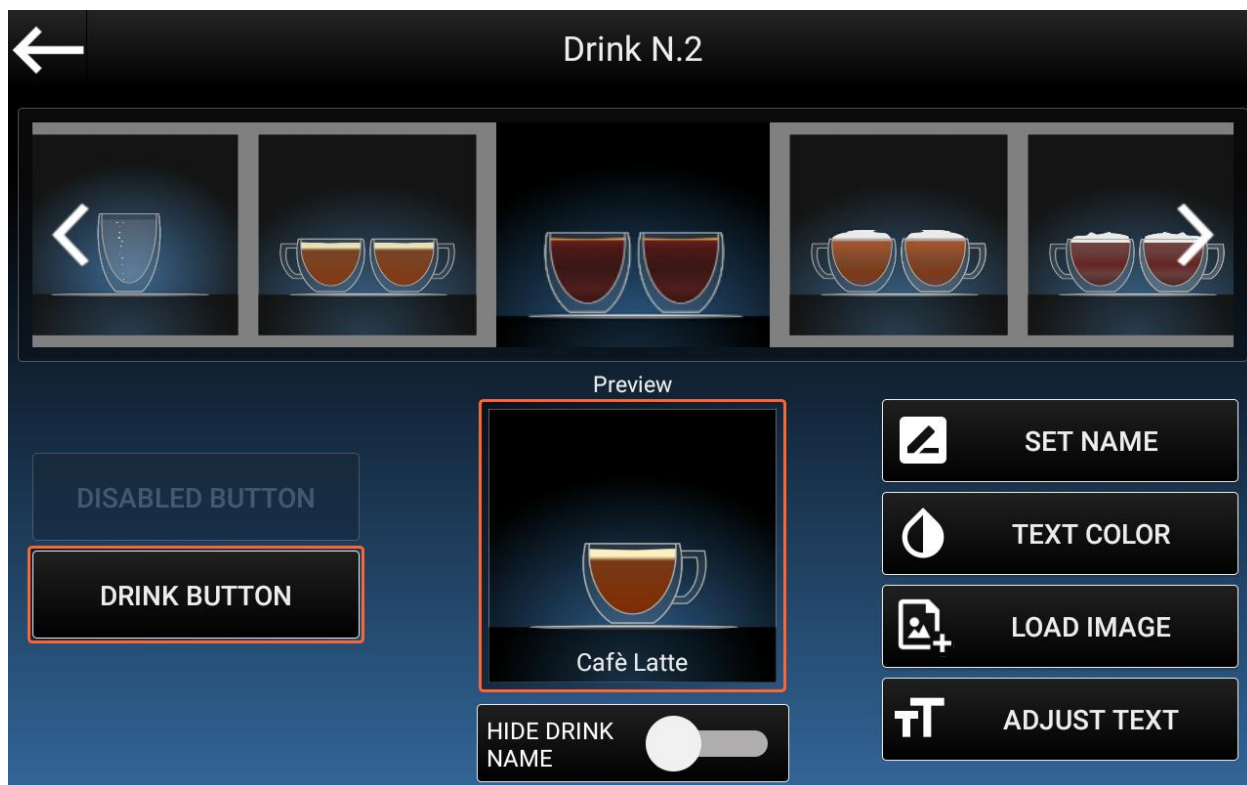 Drink N.2
Preview
DISABLED BUTTON
DRINK BUTTON
Cafè Latte
HIDE DRINK
NAME
SET NAME
TEXT COLOR
LOAD IMAGE
ADJUST TEXT